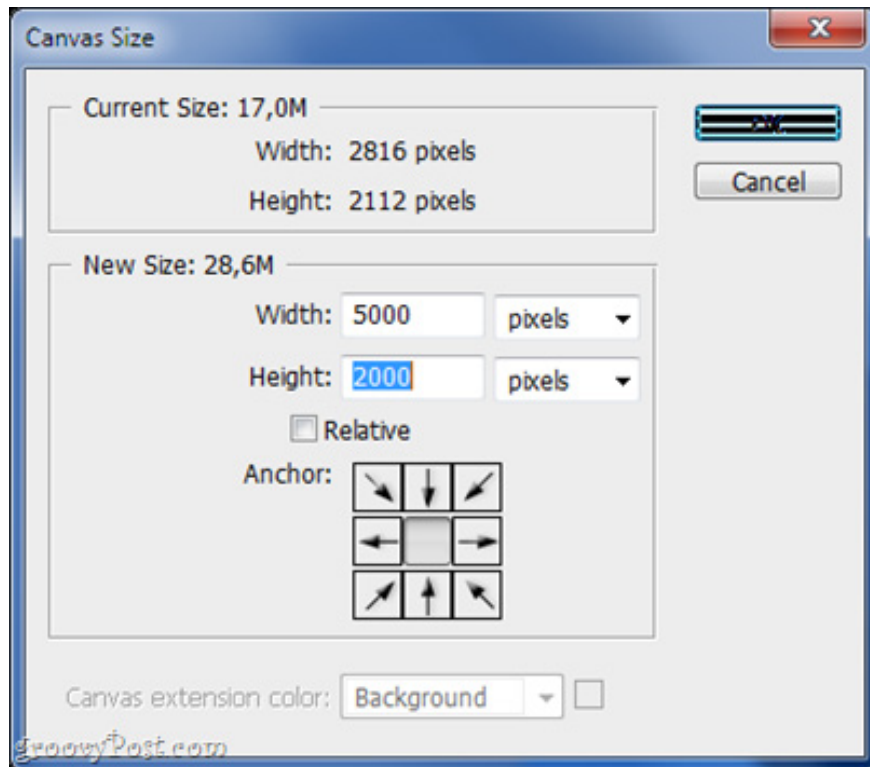 Canvas Size
Current Size: 17,0M
Width: 2816 pixels
Height: 2112 pixels
Cancel
New Size: 28,6M
Width: 5000 pixels
Height: 2000 pixels
Relative
Anchor:
Canvas extension color: Background
groovyPost.com